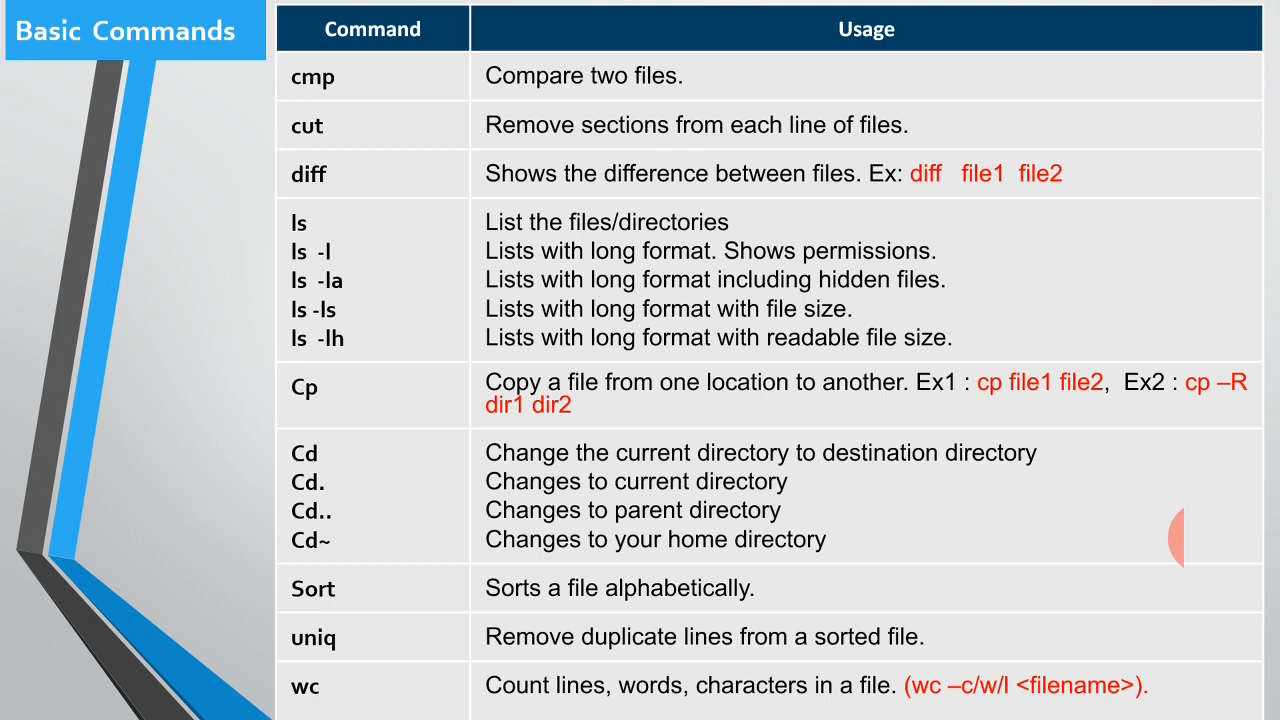 Basic Commands
Command Usage
cmp Compare two files.
cut Remove sections from each line of files.
diff Shows the difference between files. Ex: diff file1 file2
ls List the files/directories
ls -l Lists with long format. Shows permissions.
ls -la Lists with long format including hidden files.
ls -ls Lists with long format with file size.
ls -lh Lists with long format with readable file size.
Cp Copy a file from one location to another. Ex1 : cp file1 file2, Ex2 : cp –R
dir1 dir2
Cd Change the current directory to destination directory
Cd. Changes to current directory
Cd.. Changes to parent directory
Cd~ Changes to your home directory
Sort Sorts a file alphabetically.
uniq Remove duplicate lines from a sorted file.
wc Count lines, words, characters in a file. (wc –c/w/l <filename>).